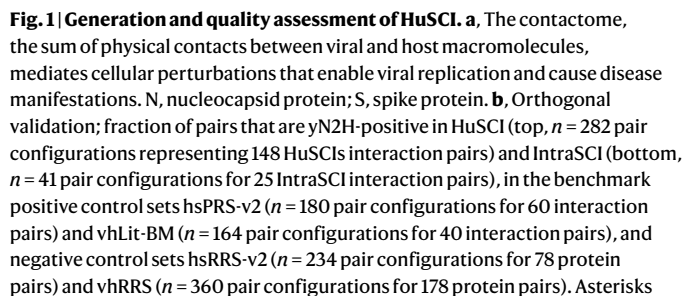 Fig. 1 | Generation and quality assessment of HuSCI. a, The contactome,
the sum of physical contacts between viral and host macromolecules,
mediates cellular perturbations that enable viral replication and cause disease
manifestations. N, nucleocapsid protein; S, spike protein. b, Orthogonal
validation; fraction of pairs that are yN2H-positive in HuSCI (top, n = 282 pair
configurations representing 148 HuSCIs interaction pairs) and IntraSCI (bottom,
n = 41 pair configurations for 25 IntraSCI interaction pairs), in the benchmark
positive control sets hsPRS-v2 (n = 180 pair configurations for 60 interaction
pairs) and vhLit-BM (n = 164 pair configurations for 40 interaction pairs), and
negative control sets hsRRS-v2 (n = 234 pair configurations for 78 protein
pairs) and vhRRS (n = 360 pair configurations for 178 protein pairs). Asterisks